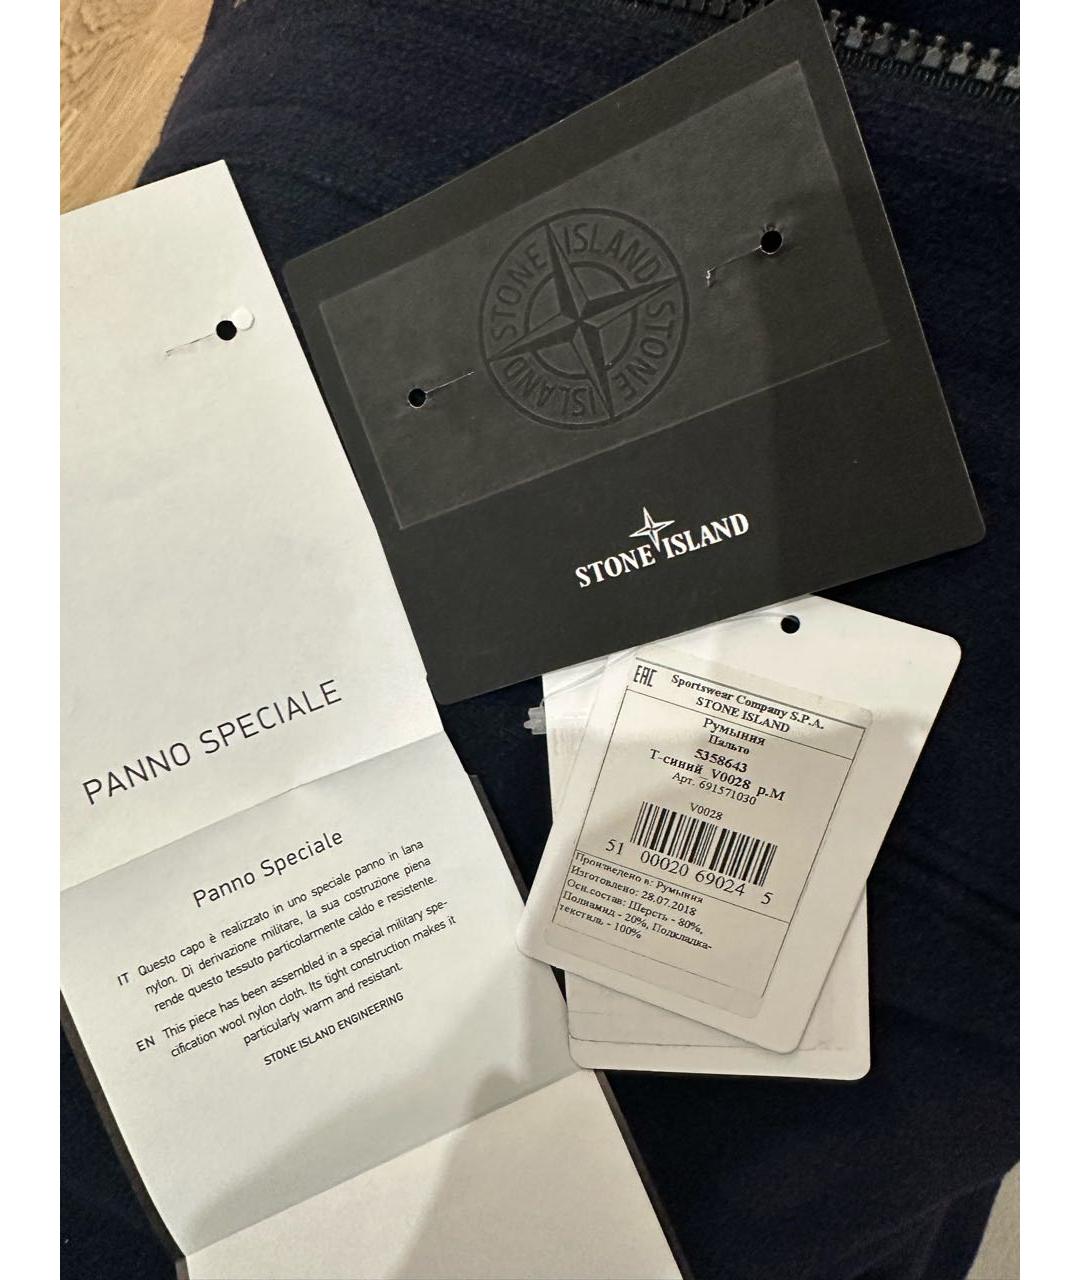 STONE ISLAND STONE ISLAND
STONE ISLAND
PANNO SPECIALE
Panno Speciale
IT Questo capo è realizzato in uno speciale panno in lana
nylon. Di derivazione militare, la sua costruzione piena
rende questo tessuto particolarmente caldo e resistente.
EN This piece has been assembled in a special military spe-
cification wool nylon cloth. Its tight construction makes it
particularly warm and resistant.
STONE ISLAND ENGINEERING
EAC Sportswear Company S.P.A.
STONE ISLAND
Румыния
Пальто
5358643
Т-синий_V0028 р.М
Арт. 691571030
V0028
51 00020 69024 5
Произведено в: Румыния
Изготовлено: 28.07.2018
Осн.состав: Шерсть - 80%,
Полиамид - 20%, Подкладка-
текстиль, - 100%